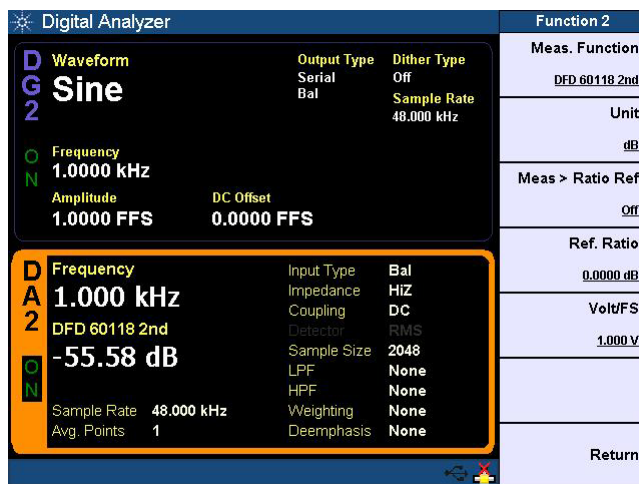 Digital Analyzer
DG2
ON
Waveform
Sine
Output Type
Serial
Bal
Dither Type
Off
Sample Rate
48.000 kHz
Frequency
1.0000 kHz
Amplitude
1.0000 FFS
DC Offset
0.0000 FFS
DA2
ON
Frequency
1.000 kHz
DFD 60118 2nd
-55.58 dB
Sample Rate 48.000 kHz
Avg. Points 1
Input Type Bal
Impedance HiZ
Coupling DC
Detector RMS
Sample Size 2048
LPF None
HPF None
Weighting None
Deemphasis None
Function 2
Meas. Function
DFD 60118 2nd
Unit
dB
Meas > Ratio Ref
Off
Ref. Ratio
0.0000 dB
Volt/FS
1.000 V
Return